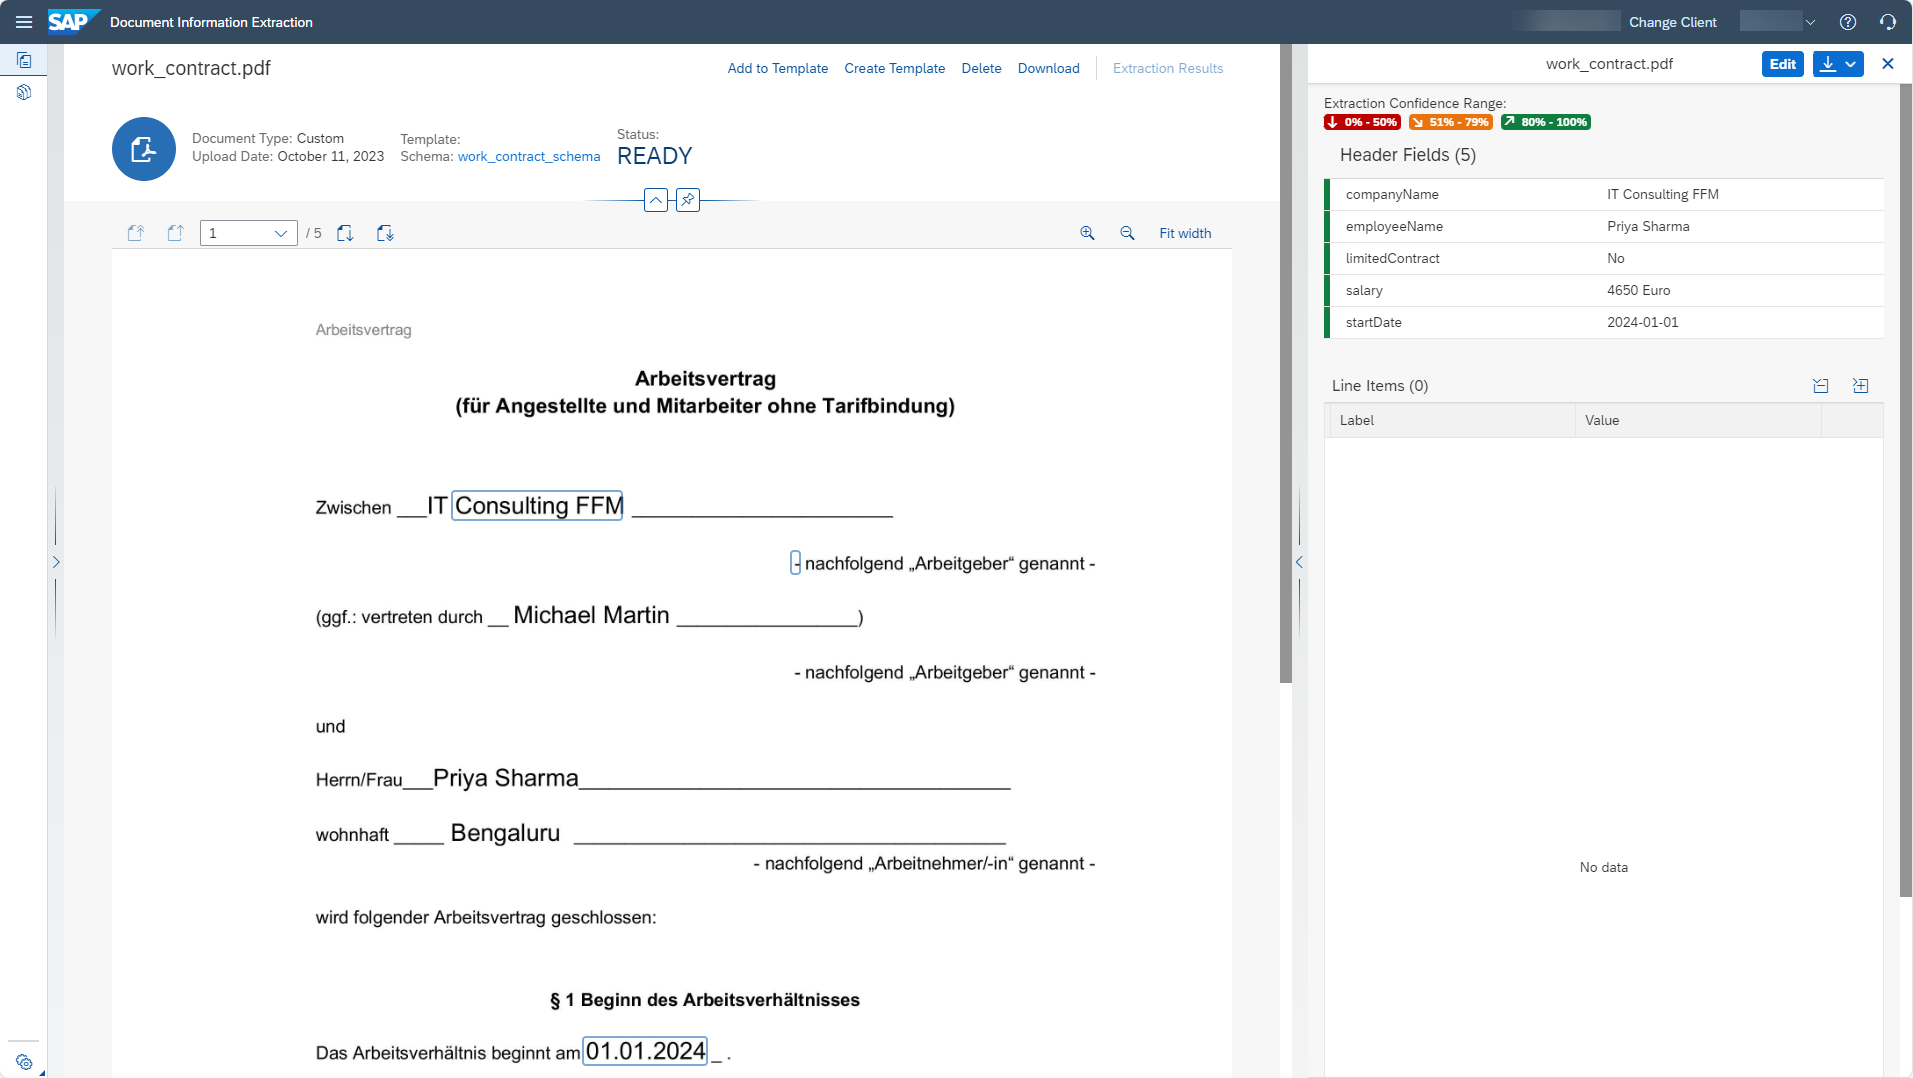 SAP Document Information Extraction
Change Client
work_contract.pdf
Add to Template Create Template Delete Download Extraction Results
Document Type: Custom
Upload Date: October 11, 2023
Template:
Schema: work_contract_schema
Status:
READY
1 / 5
Fit width
Arbeitsvertrag
Arbeitsvertrag
(für Angestellte und Mitarbeiter ohne Tarifbindung)
Zwischen ___IT Consulting FFM __________________________
- nachfolgend „Arbeitgeber“ genannt -
(ggf.: vertreten durch __ Michael Martin __________________)
- nachfolgend „Arbeitgeber“ genannt -
und
Herrn/Frau___Priya Sharma___________________________________________
wohnhaft _____ Bengaluru ___________________________________________
- nachfolgend „Arbeitnehmer/-in“ genannt -
wird folgender Arbeitsvertrag geschlossen:
§ 1 Beginn des Arbeitsverhältnisses
Das Arbeitsverhältnis beginnt am 01.01.2024 _ .
work_contract.pdf
Edit
Extraction Confidence Range:
0% - 50% 51% - 79% 80% - 100%
Header Fields (5)
companyName IT Consulting FFM
employeeName Priya Sharma
limitedContract No
salary 4650 Euro
startDate 2024-01-01
Line Items (0)
Label Value
No data